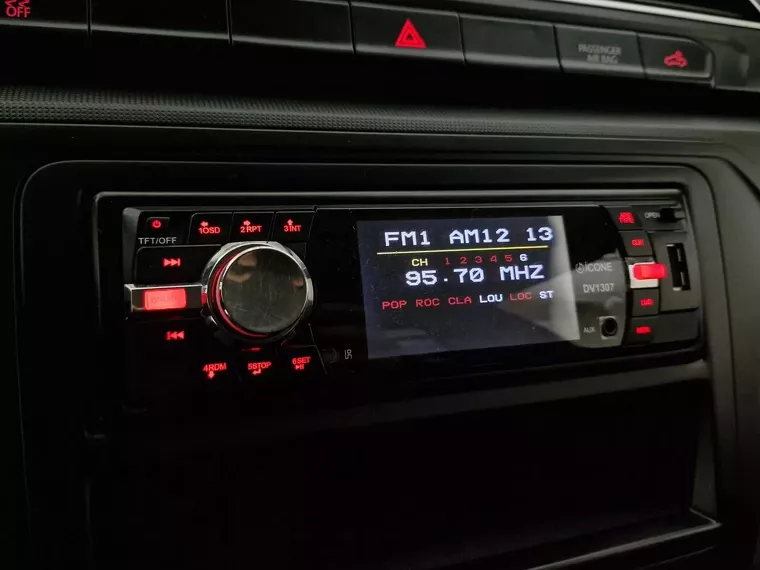 OFF
PASSENGER
AIR BAG
TFT/OFF
1OSD
2RPT
3INT
FM1 AM12 13
CH 1 2 3 4 5 6
95.70 MHZ
POP ROC CLA LOU LOC ST
OPEN
ICONE
DV1307
AUX
4RDM
5STOP
6SET